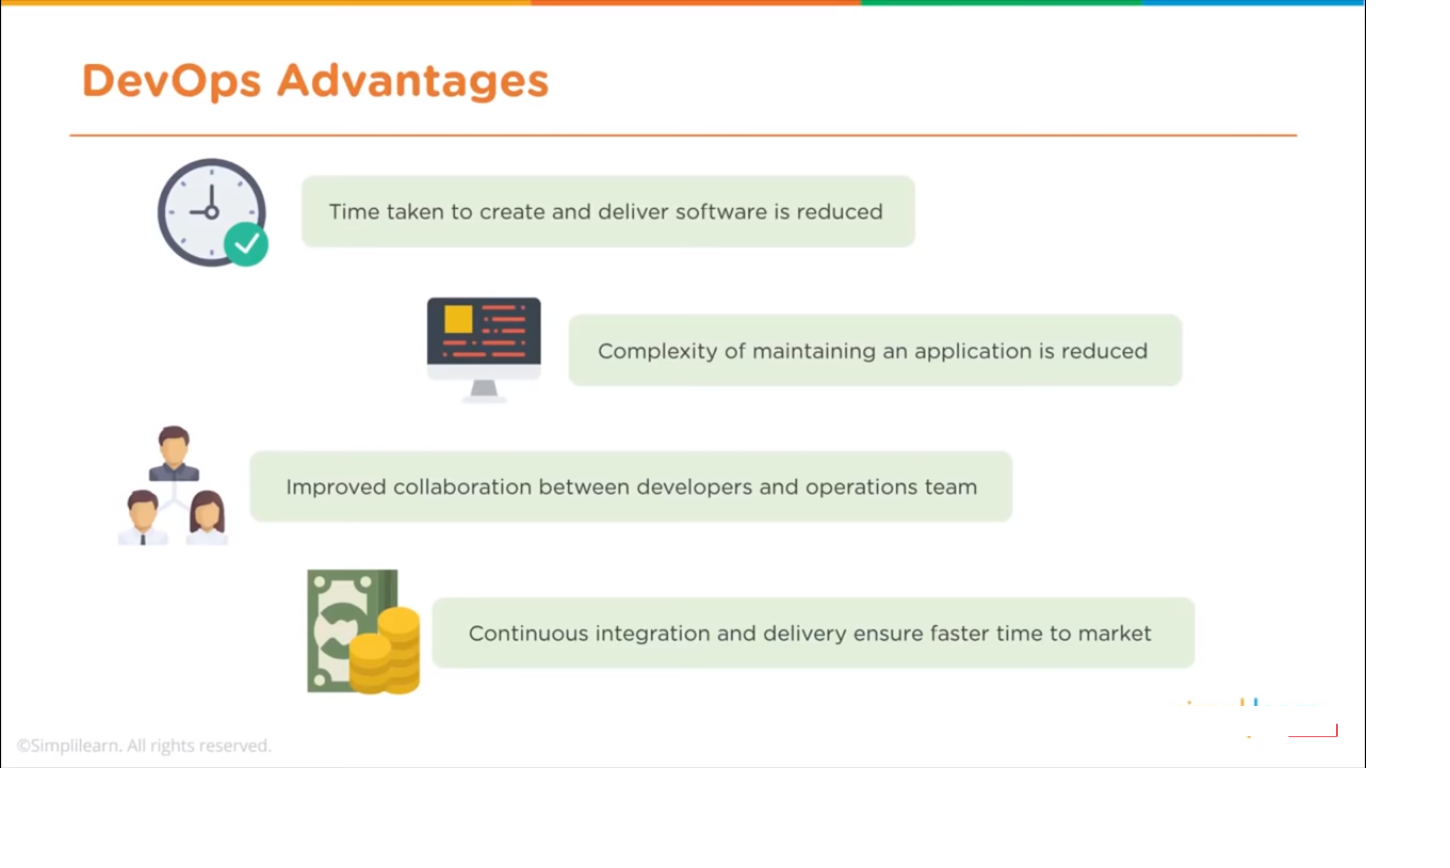 DevOps Advantages
Time taken to create and deliver software is reduced
Complexity of maintaining an application is reduced
Improved collaboration between developers and operations team
Continuous integration and delivery ensure faster time to market
©Simplilearn. All rights reserved.